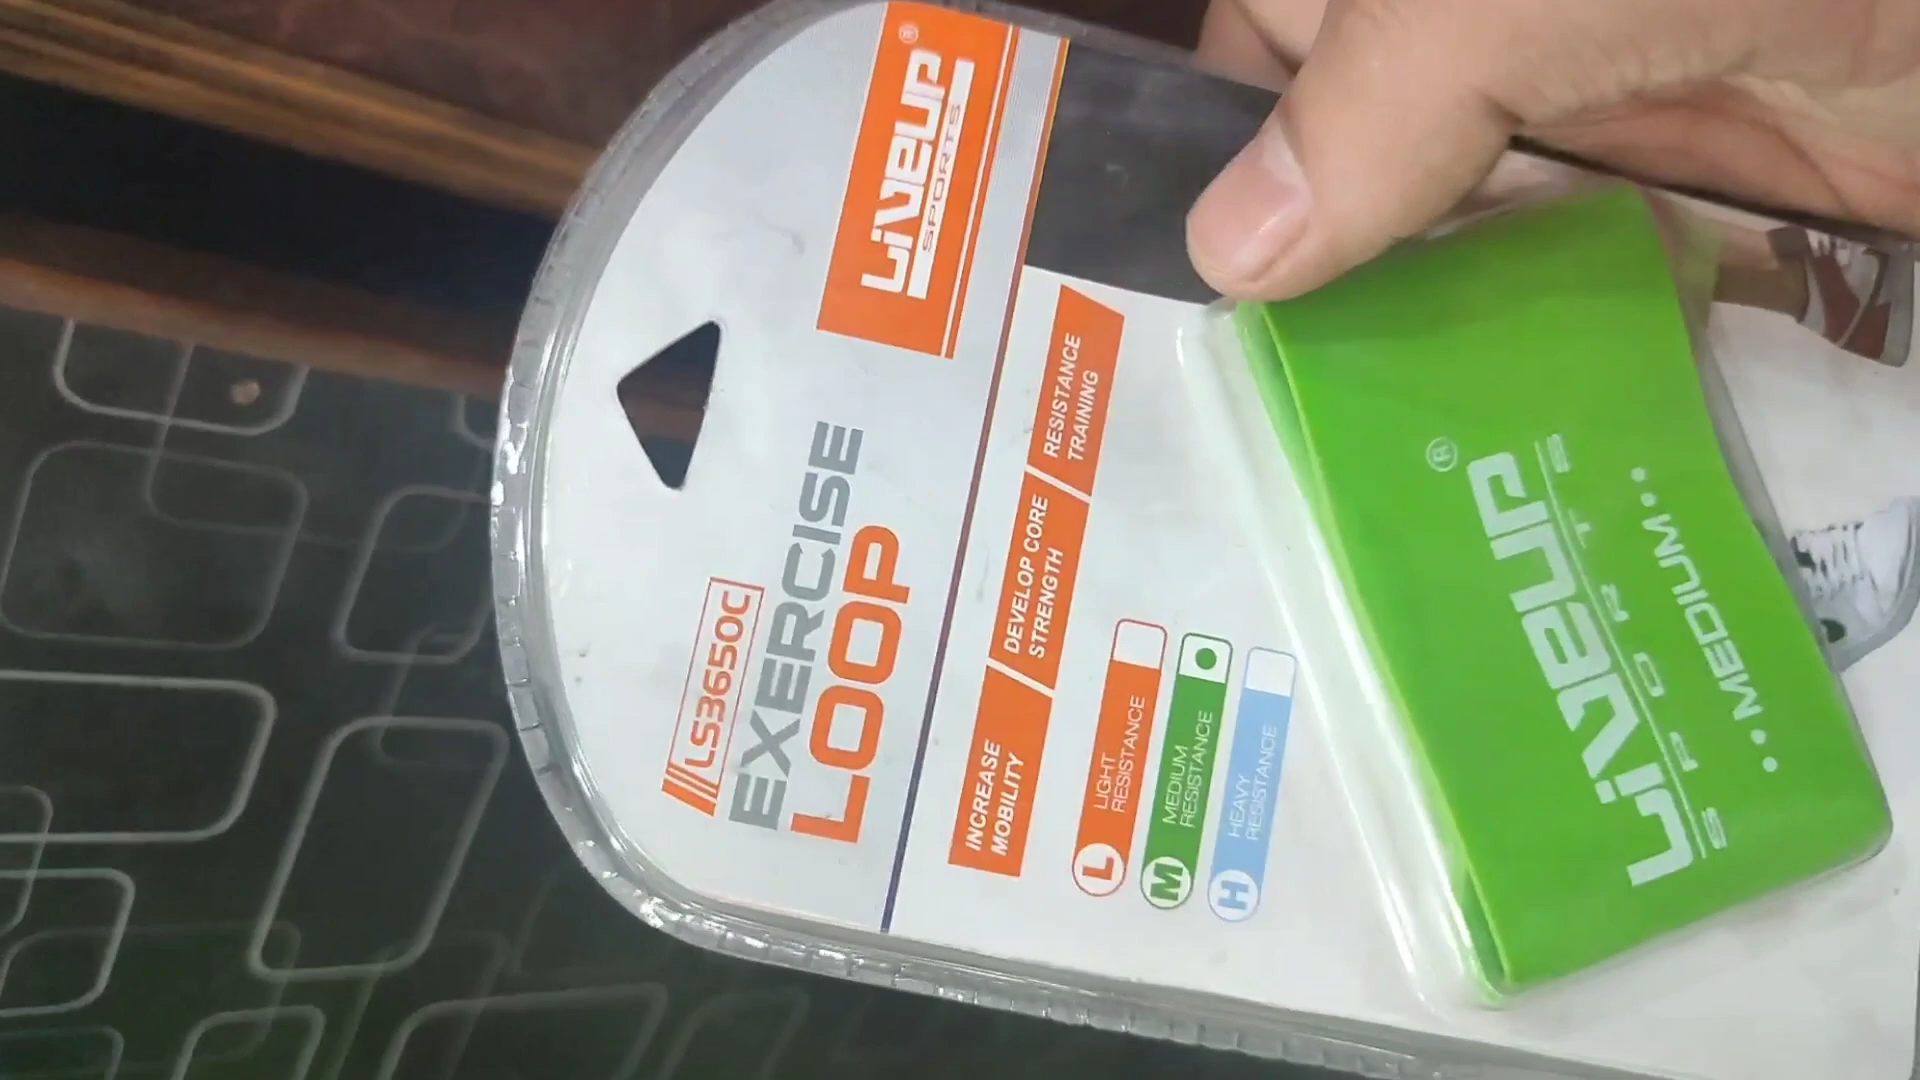 LiVEUP®
SPORTS
LS3650C
EXERCISE
LOOP
INCREASE
MOBILITY
DEVELOP CORE
STRENGTH
RESISTANCE
TRAINING
L LIGHT
RESISTANCE
M MEDIUM
RESISTANCE
H HEAVY
RESISTANCE
LiVEUP®
SPORTS
••MEDIUM••